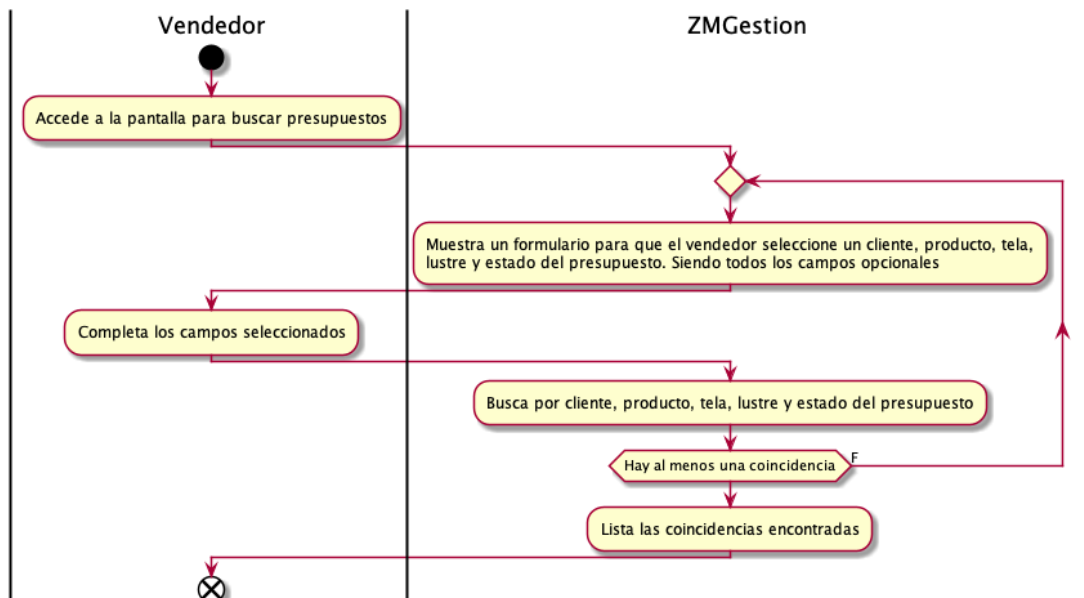 Vendedor
ZMGestion
Accede a la pantalla para buscar presupuestos
Muestra un formulario para que el vendedor seleccione un cliente, producto, tela,
lustre y estado del presupuesto. Siendo todos los campos opcionales
Completa los campos seleccionados
Busca por cliente, producto, tela, lustre y estado del presupuesto
Hay al menos una coincidencia
F
Lista las coincidencias encontradas